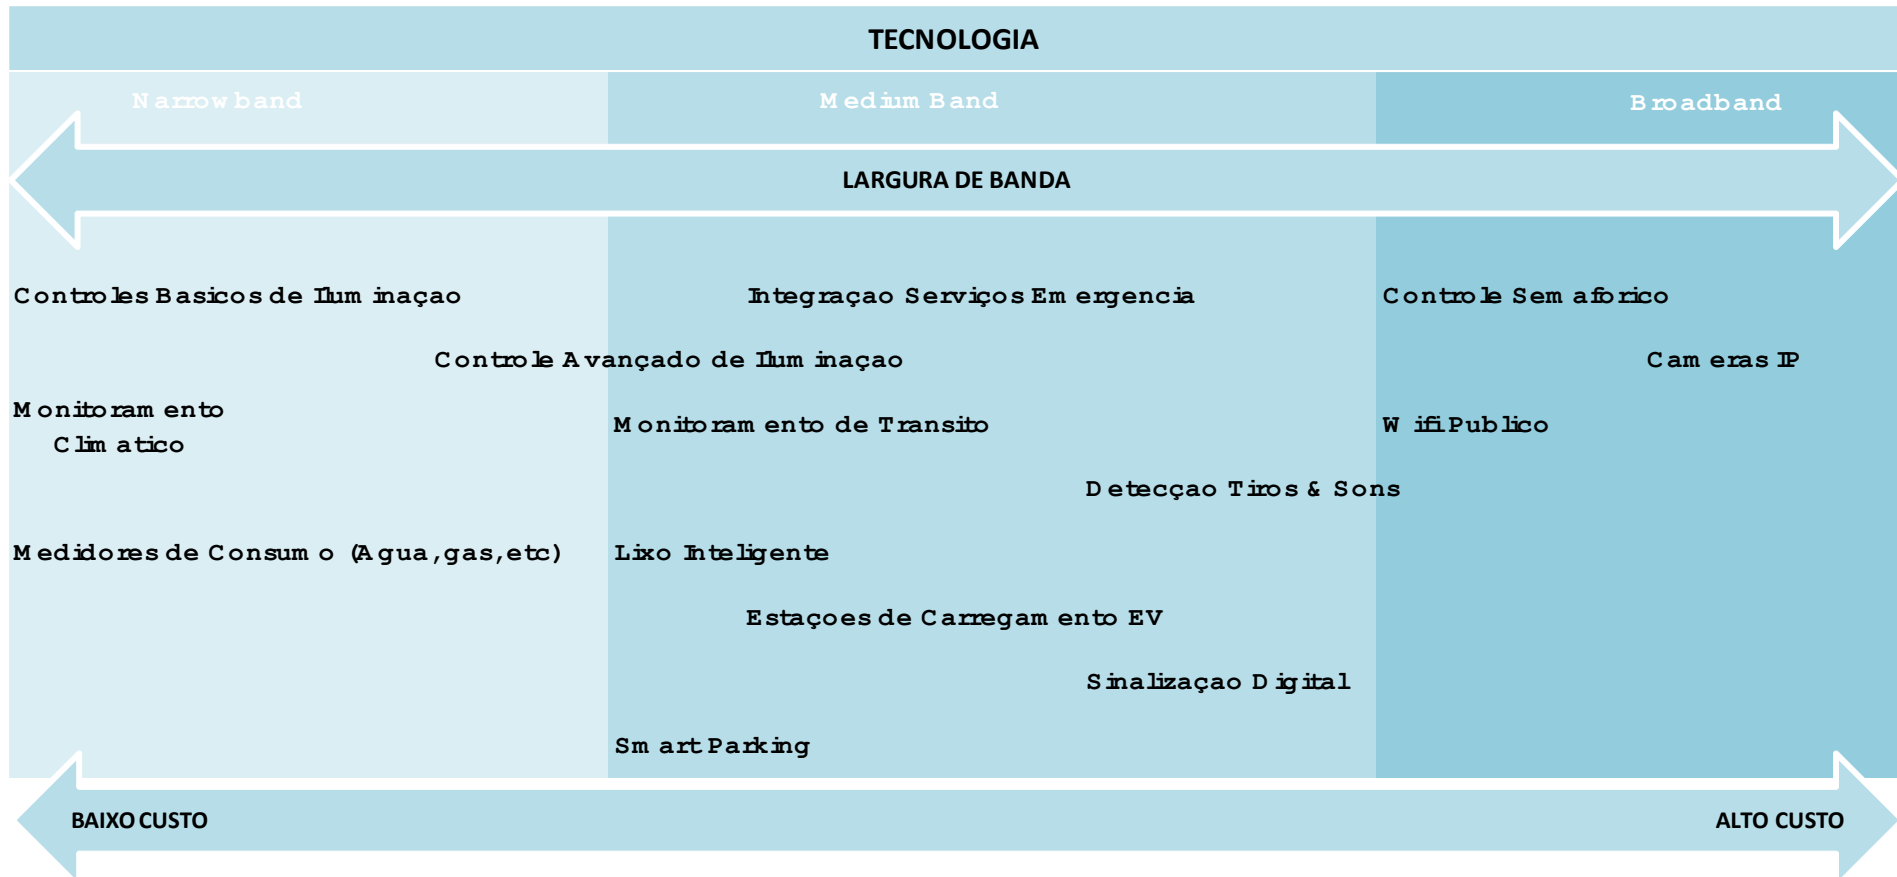 TECNOLOGIA
Narrowband Medium Band Broadband
LARGURA DE BANDA
Controles Basicos de Iluminaçao Integraçao Serviços Emergencia Controle Semaforico
Controle Avançado de Iluminaçao Cameras IP
Monitoramento
Climatico
Monitoramento de Transito Wifi Publico
Detecçao Tiros & Sons
Medidores de Consumo (Agua,gas,etc) Lixo Inteligente
Estaçoes de Carregamento EV
Sinalizaçao Digital
Smart Parking
BAIXO CUSTO ALTO CUSTO